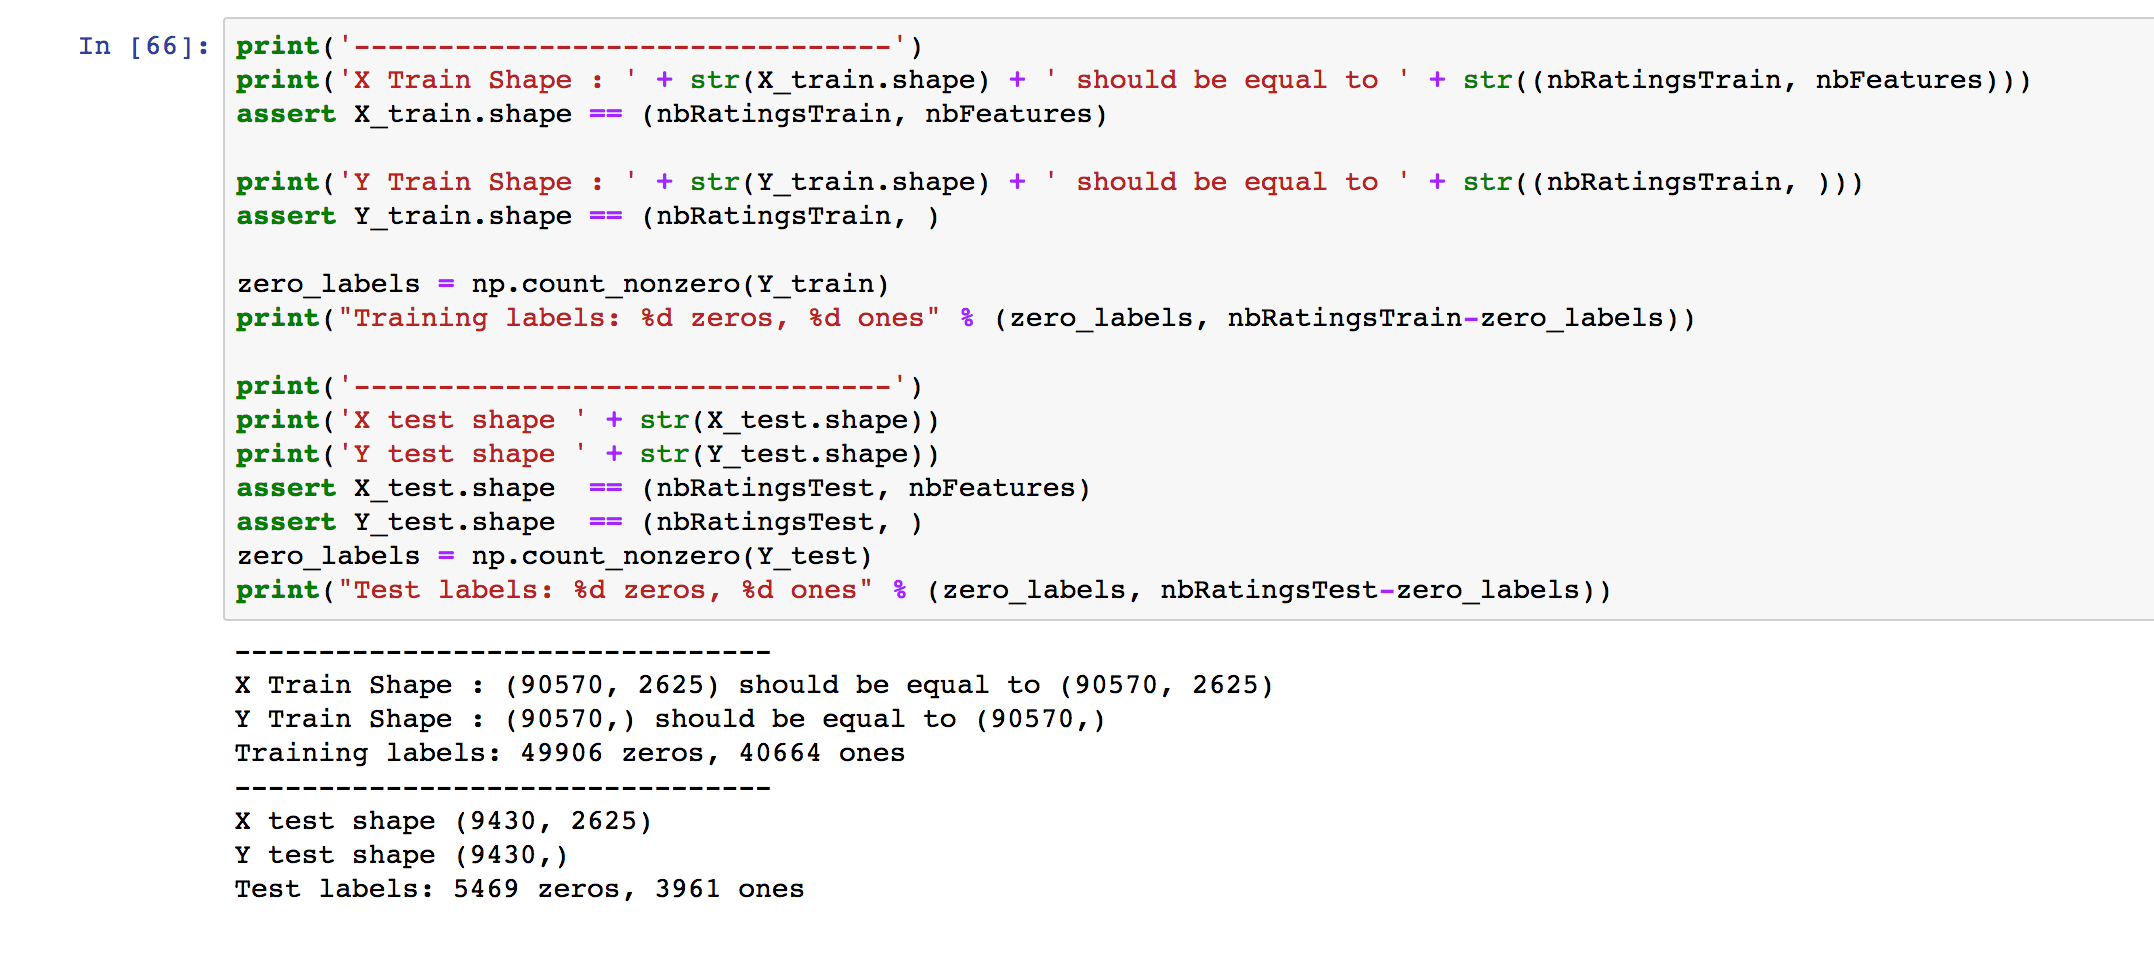 In [66]: print('--------------------------------')
print('X Train Shape : ' + str(X_train.shape) + ' should be equal to ' + str((nbRatingsTrain, nbFeatures)))
assert X_train.shape == (nbRatingsTrain, nbFeatures)
print('Y Train Shape : ' + str(Y_train.shape) + ' should be equal to ' + str((nbRatingsTrain, )))
assert Y_train.shape == (nbRatingsTrain, )
zero_labels = np.count_nonzero(Y_train)
print("Training labels: %d zeros, %d ones" % (zero_labels, nbRatingsTrain-zero_labels))
print('--------------------------------')
print('X test shape ' + str(X_test.shape))
print('Y test shape ' + str(Y_test.shape))
assert X_test.shape  == (nbRatingsTest, nbFeatures)
assert Y_test.shape  == (nbRatingsTest, )
zero_labels = np.count_nonzero(Y_test)
print("Test labels: %d zeros, %d ones" % (zero_labels, nbRatingsTest-zero_labels))
--------------------------------
X Train Shape : (90570, 2625) should be equal to (90570, 2625)
Y Train Shape : (90570,) should be equal to (90570,)
Training labels: 49906 zeros, 40664 ones
--------------------------------
X test shape (9430, 2625)
Y test shape (9430,)
Test labels: 5469 zeros, 3961 ones